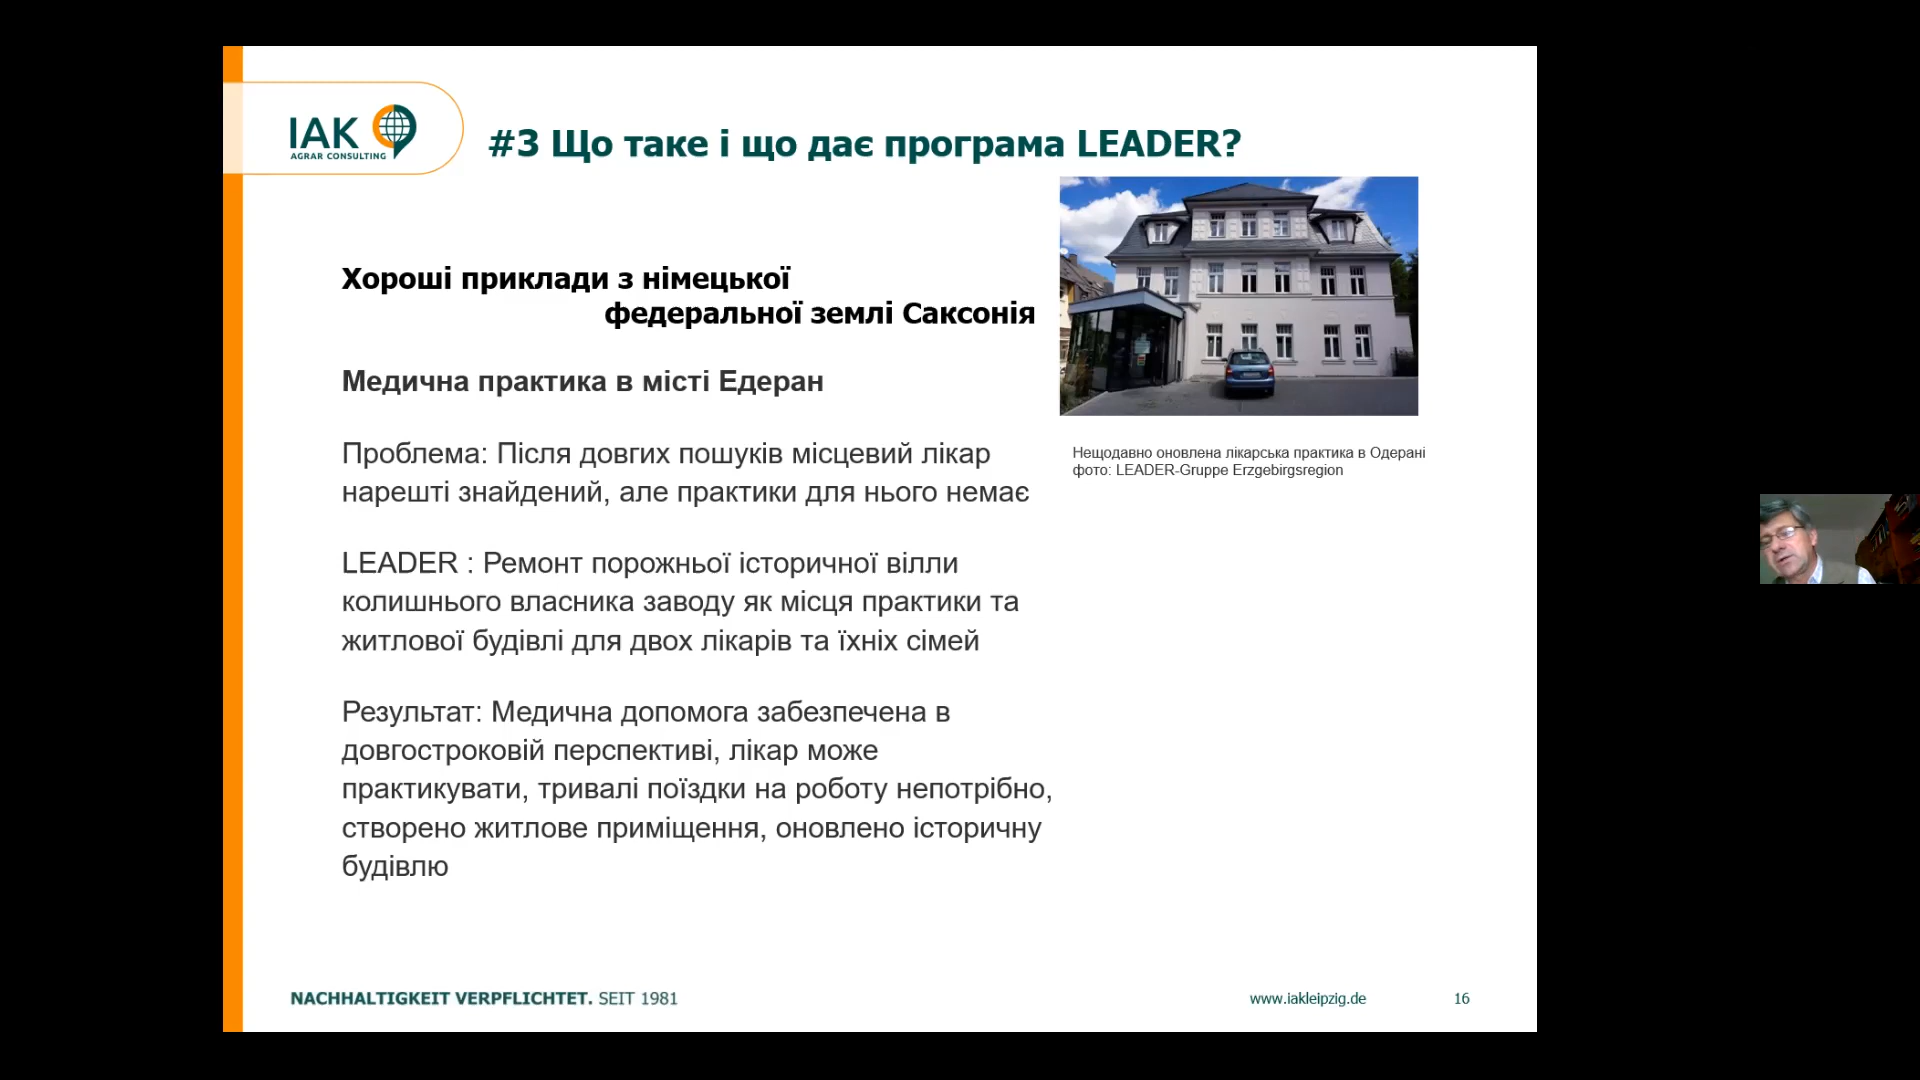 IAK
AGRAR CONSULTING
#3 Що таке і що дає програма LEADER?
Хороші приклади з німецької
федеральної землі Саксонія
Медична практика в місті Едеран
Проблема: Після довгих пошуків місцевий лікар
нарешті знайдений, але практики для нього немає
LEADER : Ремонт порожньої історичної вілли
колишнього власника заводу як місця практики та
житлової будівлі для двох лікарів та їхніх сімей
Результат: Медична допомога забезпечена в
довгостроковій перспективі, лікар може
практикувати, тривалі поїздки на роботу непотрібно,
створено житлове приміщення, оновлено історичну
будівлю
Нещодавно оновлена лікарська практика в Одерані
фото: LEADER-Gruppe Erzgebirgsregion
NACHHALTIGKEIT VERPFLICHTET. SEIT 1981
www.iakleipzig.de
16